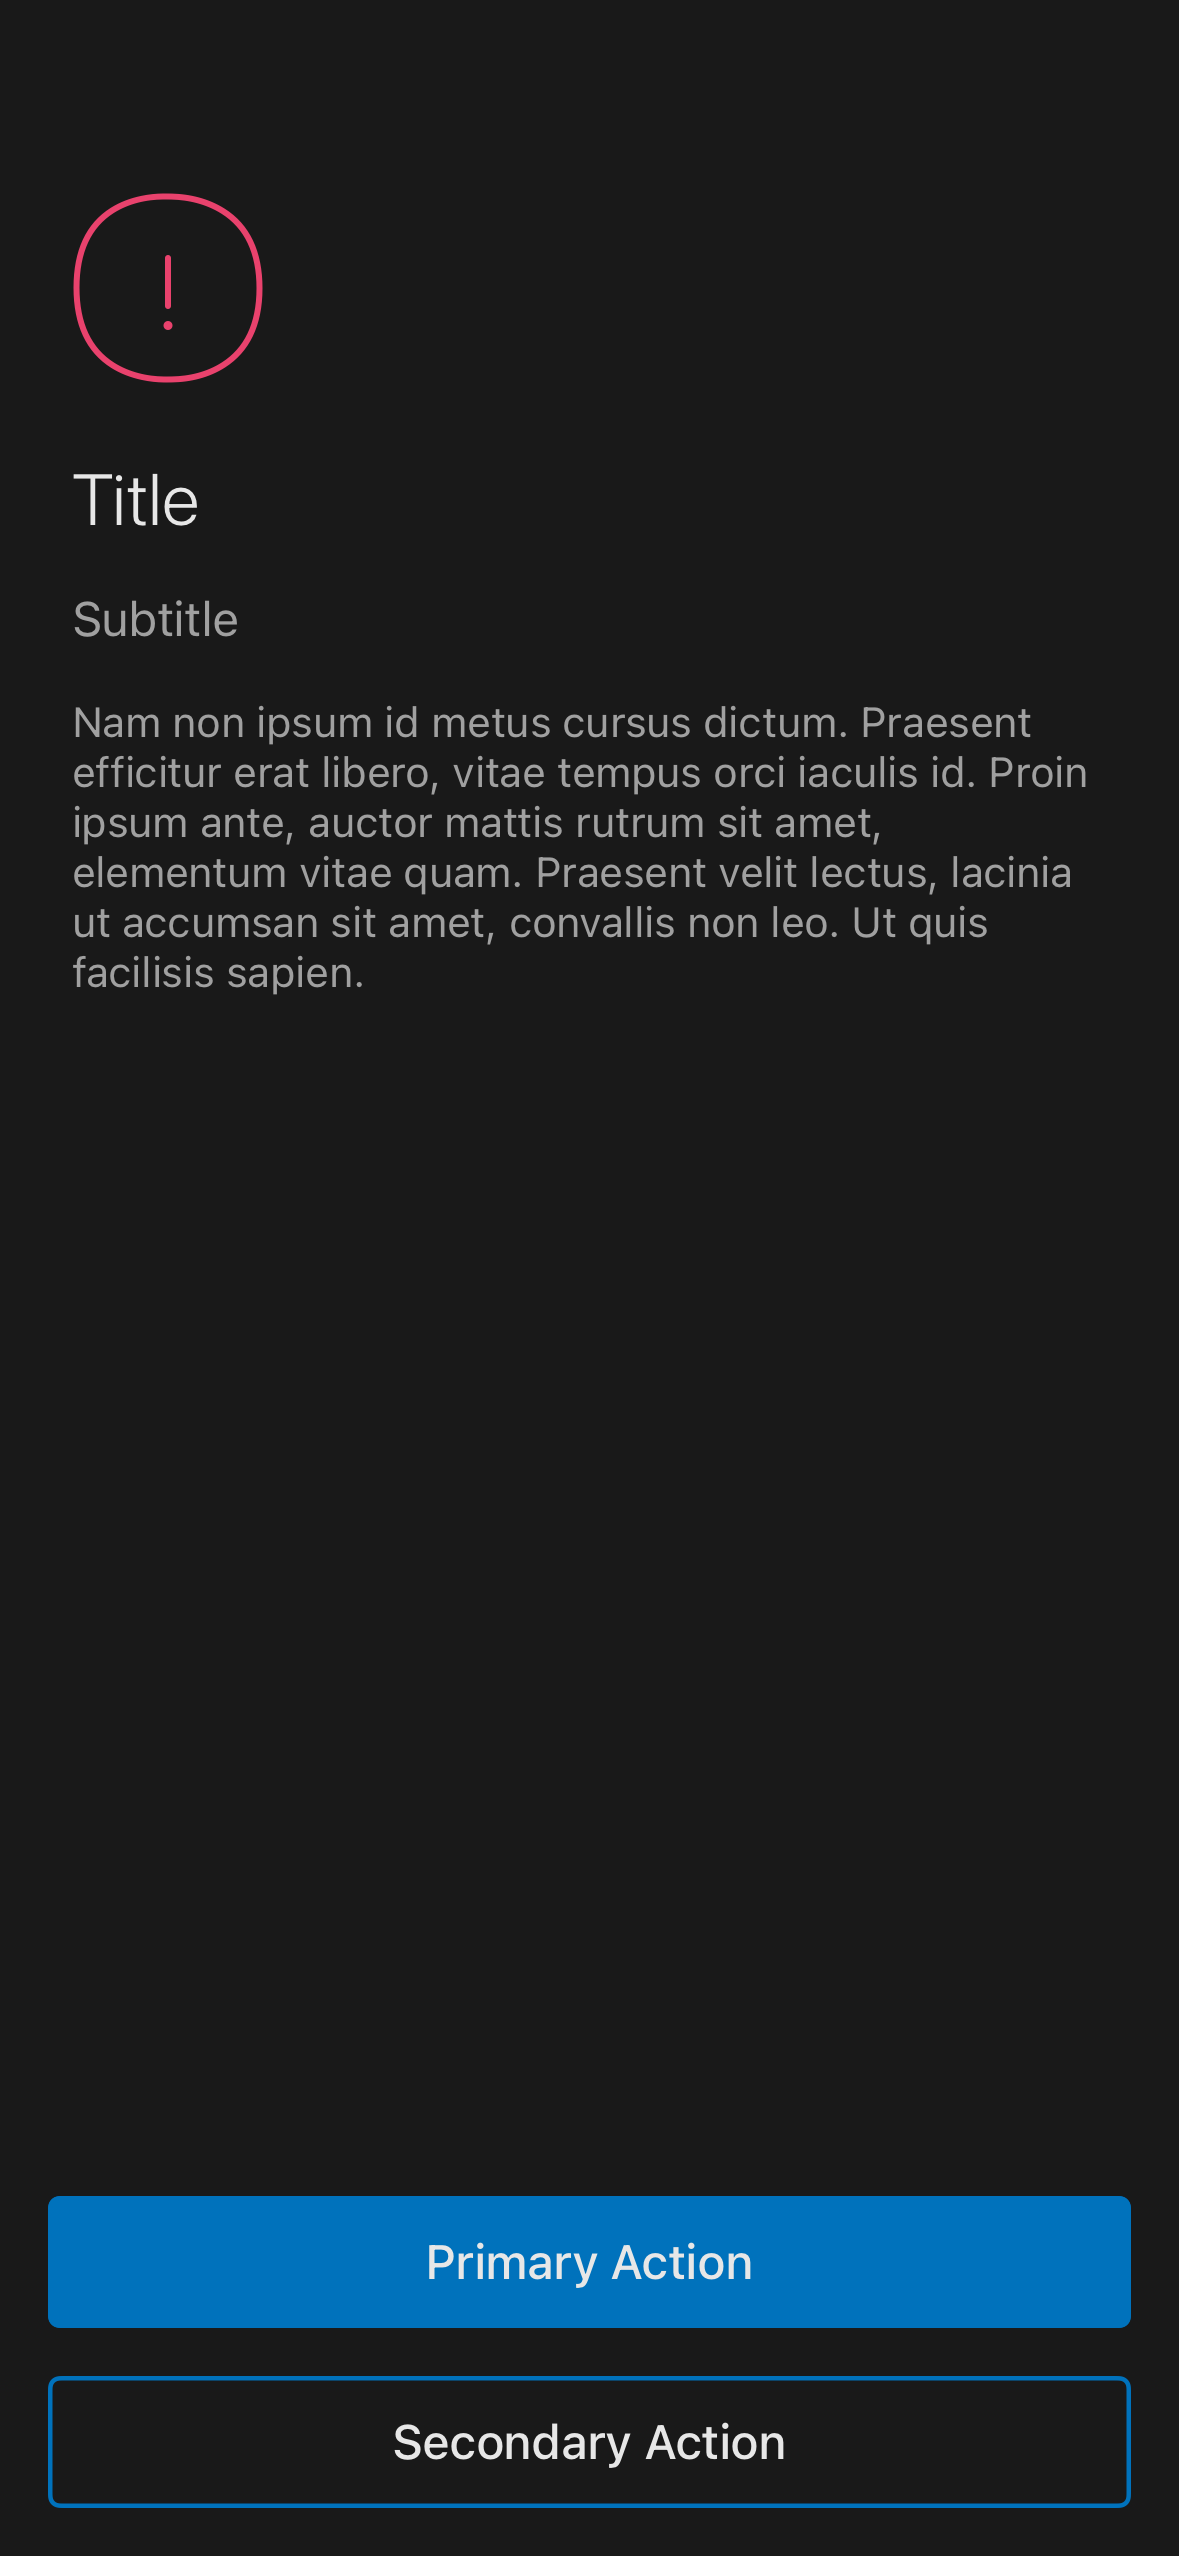 Title
Subtitle
Nam non ipsum id metus cursus dictum. Praesent
efficitur erat libero, vitae tempus orci iaculis id. Proin
ipsum ante, auctor mattis rutrum sit amet,
elementum vitae quam. Praesent velit lectus, lacinia
ut accumsan sit amet, convallis non leo. Ut quis
facilisis sapien.
Primary Action
Secondary Action